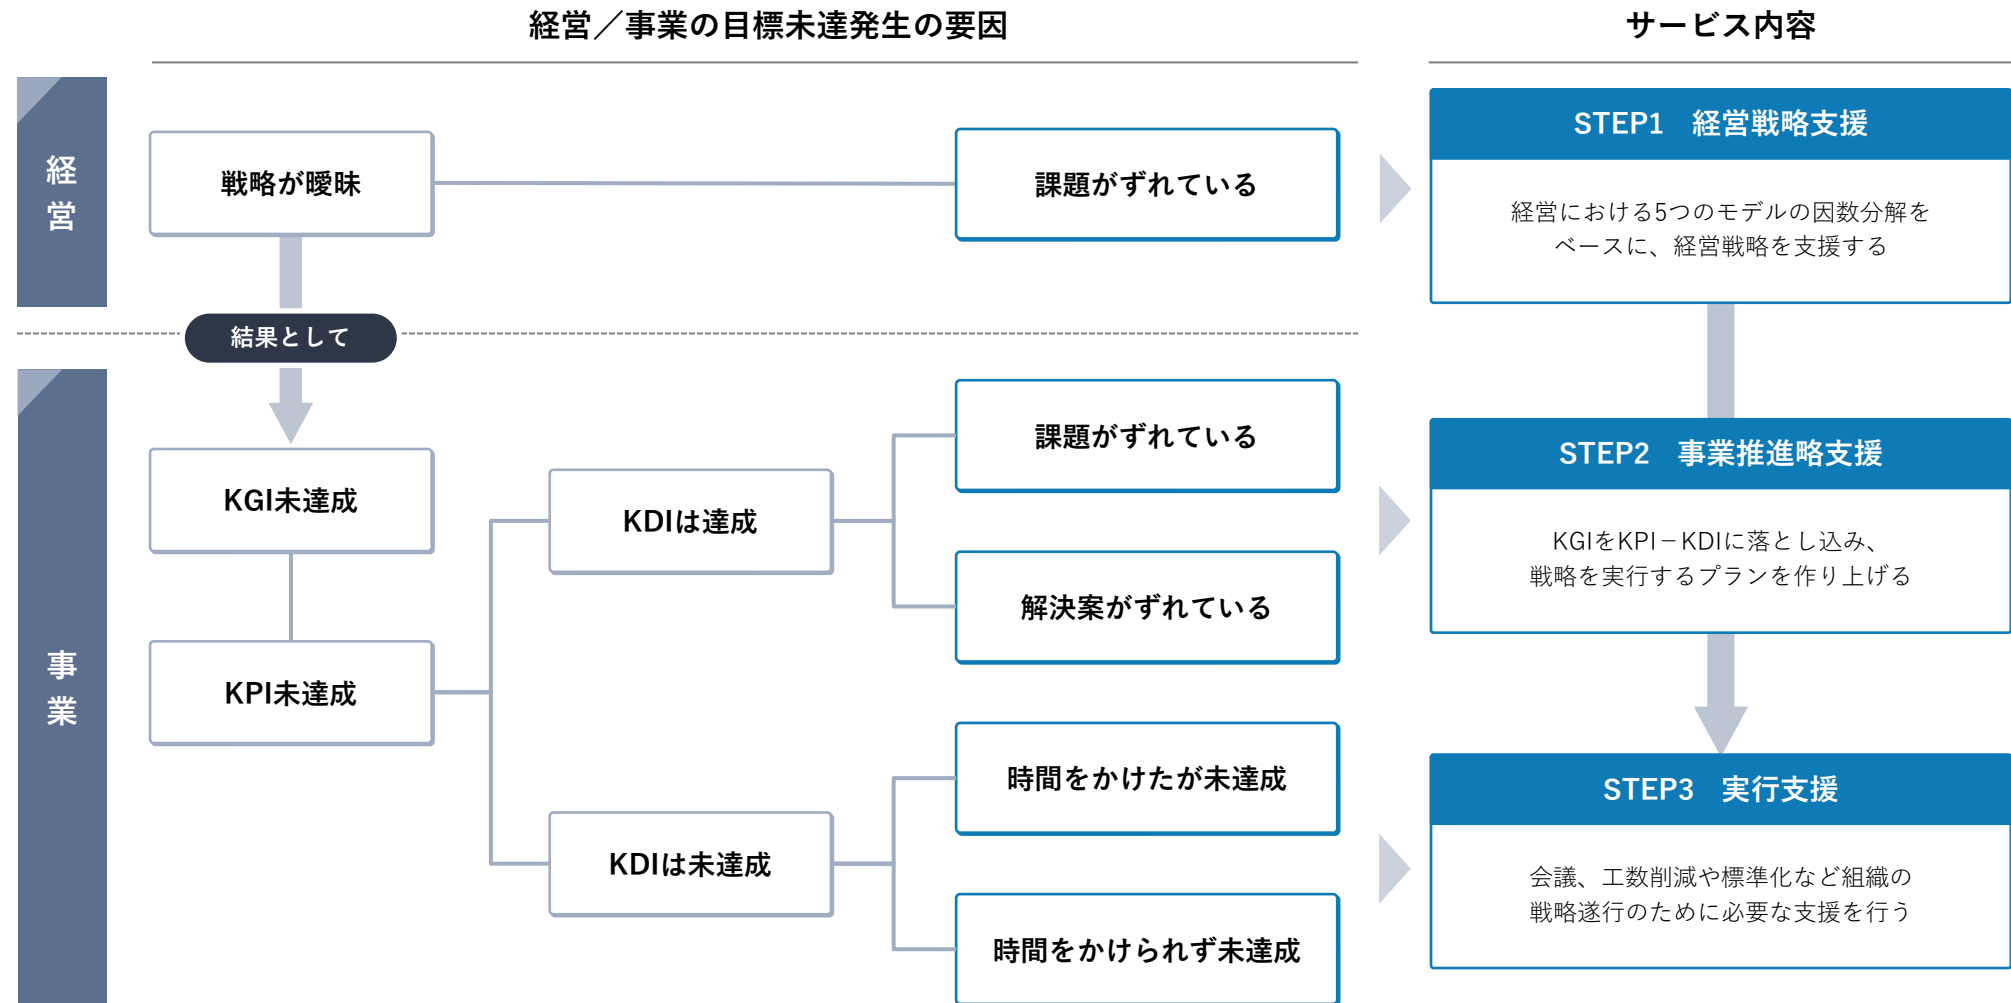 経営／事業の目標未達発生の要因
サービス内容
経営
戦略が曖昧
課題がずれている
STEP1　経営戦略支援
経営における5つのモデルの因数分解を
ベースに、経営戦略を支援する
結果として
事業
KGI未達成
KPI未達成
KDIは達成
KDIは未達成
課題がずれている
解決案がずれている
時間をかけたが未達成
時間をかけられず未達成
STEP2　事業推進略支援
KGIをKPI－KDIに落とし込み、
戦略を実行するプランを作り上げる
STEP3　実行支援
会議、工数削減や標準化など組織の
戦略遂行のために必要な支援を行う